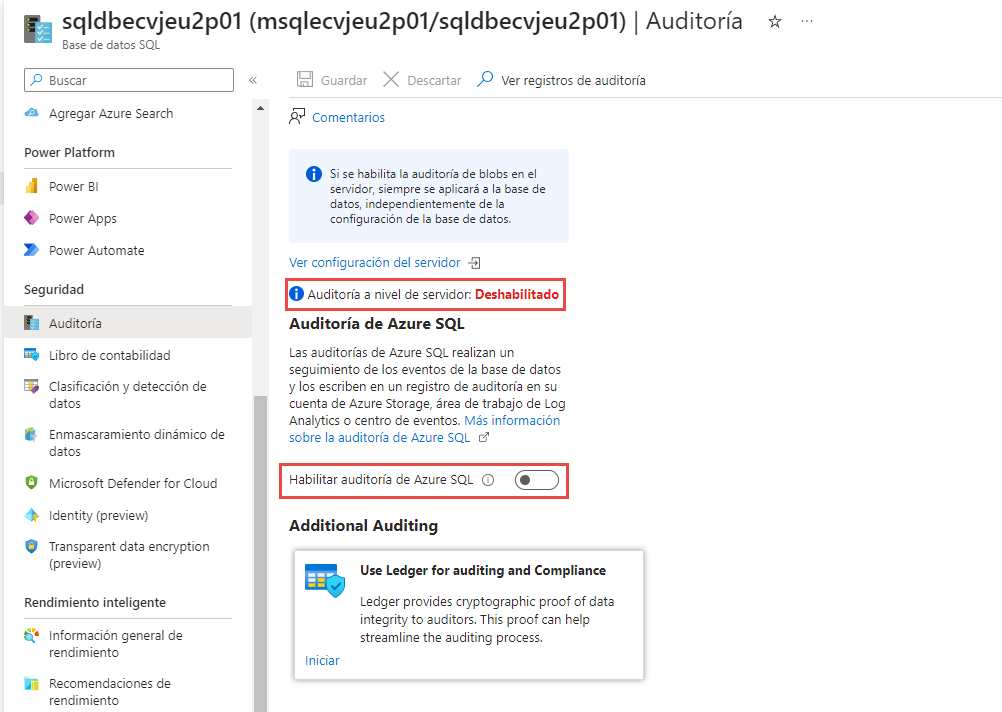 sqldbecvjeu2p01 (msqlecvjeu2p01/sqldbecvjeu2p01) | Auditoría
Base de datos SQL
Buscar
Agregar Azure Search
Power Platform
Power BI
Power Apps
Power Automate
Seguridad
Auditoría
Libro de contabilidad
Clasificación y detección de
datos
Enmascaramiento dinámico de
datos
Microsoft Defender for Cloud
Identity (preview)
Transparent data encryption
(preview)
Rendimiento inteligente
Información general de
rendimiento
Recomendaciones de
rendimiento
Guardar
Descartar
Ver registros de auditoría
Comentarios
Si se habilita la auditoría de blobs en el
servidor, siempre se aplicará a la base de
datos, independientemente de la
configuración de la base de datos.
Ver configuración del servidor
Auditoría a nivel de servidor: Deshabilitado
Auditoría de Azure SQL
Las auditorías de Azure SQL realizan un
seguimiento de los eventos de la base de datos
y los escriben en un registro de auditoría en su
cuenta de Azure Storage, área de trabajo de Log
Analytics o centro de eventos. Más información
sobre la auditoría de Azure SQL
Habilitar auditoría de Azure SQL
Additional Auditing
Use Ledger for auditing and Compliance
Ledger provides cryptographic proof of data
integrity to auditors. This proof can help
streamline the auditing process.
Iniciar